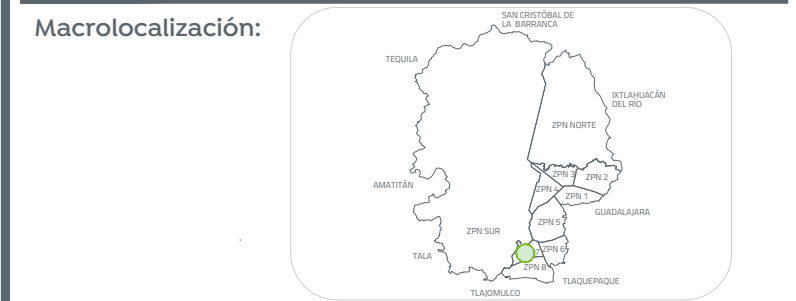 Macrolocalización:
SAN CRISTÓBAL DE
LA BARRANCA
TEQUILA
IXTLAHUACÁN
DEL RÍO
ZPN NORTE
ZPN 3
ZPN 2
AMATITÁN
ZPN 4
ZPN 1
GUADALAJARA
ZPN 5
ZPN SUR
ZPN 6
7
TALA
ZPN 8
TLAQUEPAQUE
TLAJOMULCO